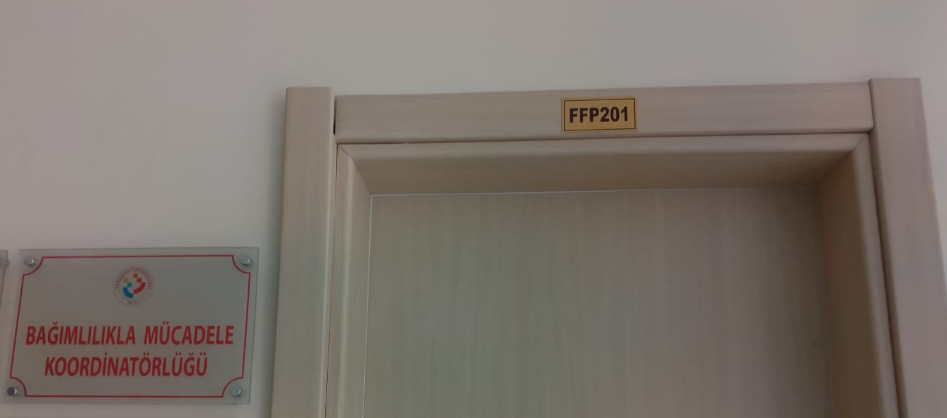 FFP201
BAĞIMLILIKLA MÜCADELE
KOORDİNATÖRLÜĞÜ